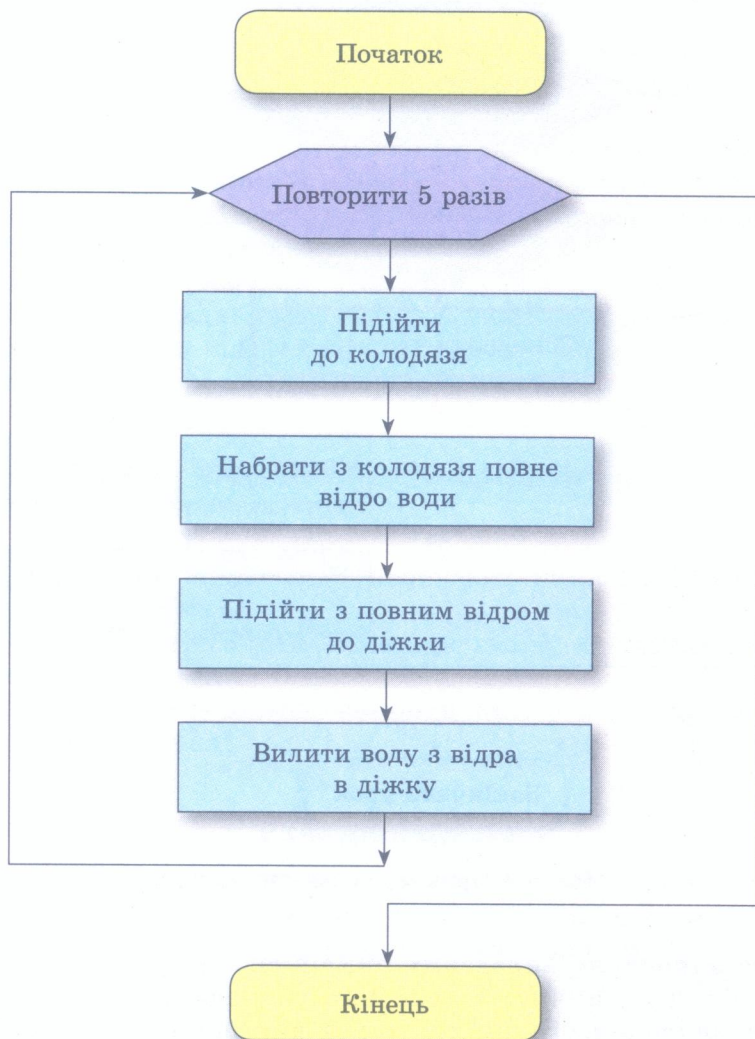 Початок
Повторити 5 разів
Підійти
до колодязя
Набрати з колодязя повне
відро води
Підійти з повним відром
до діжки
Вилити воду з відра
в діжку
Кінець